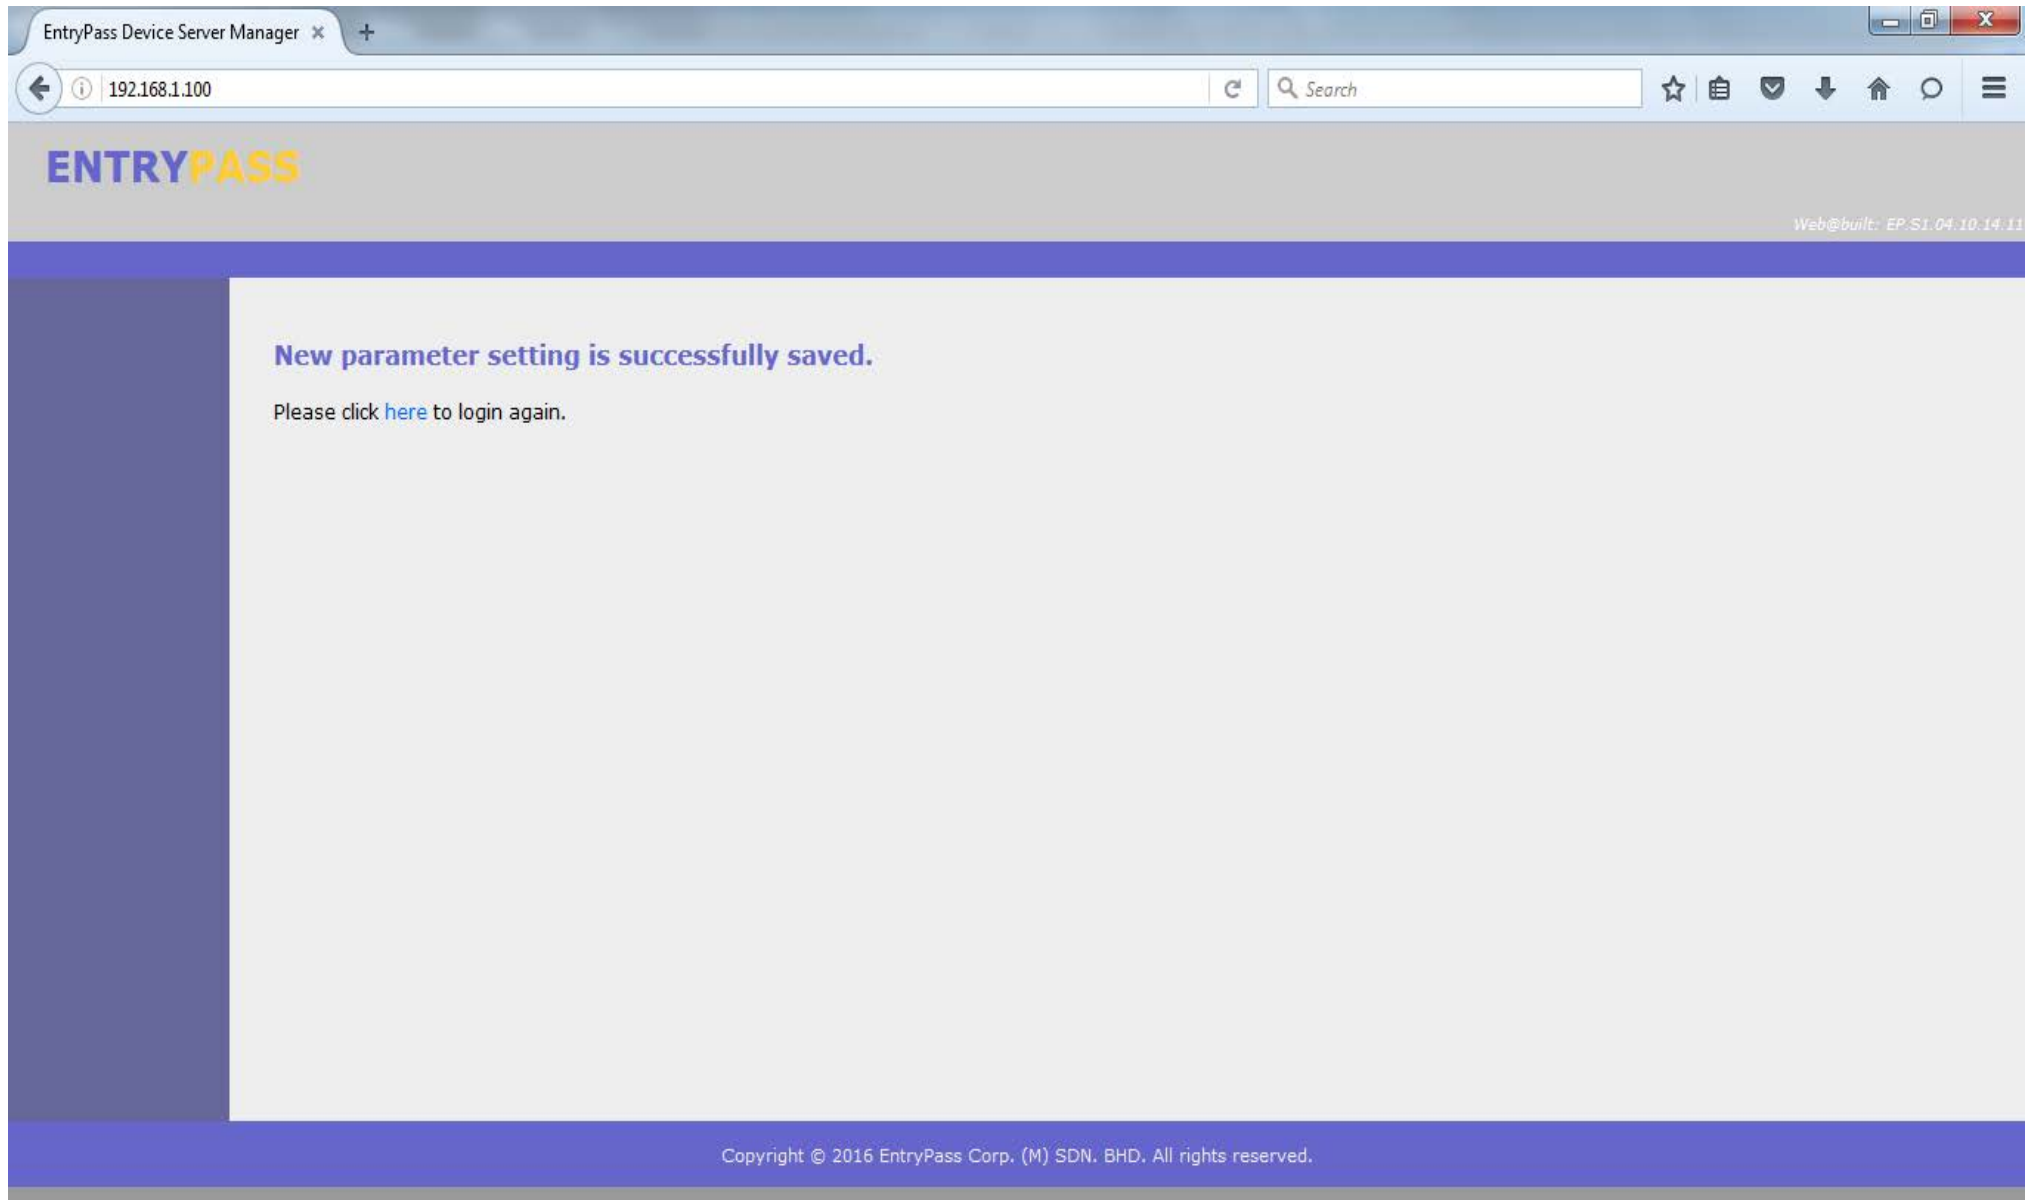 EntryPass Device Server Manager
192.168.1.100
Search
ENTRYPASS
Web@built: EP.S1.04.10.14.11
New parameter setting is successfully saved.
Please click here to login again.
Copyright © 2016 EntryPass Corp. (M) SDN. BHD. All rights reserved.